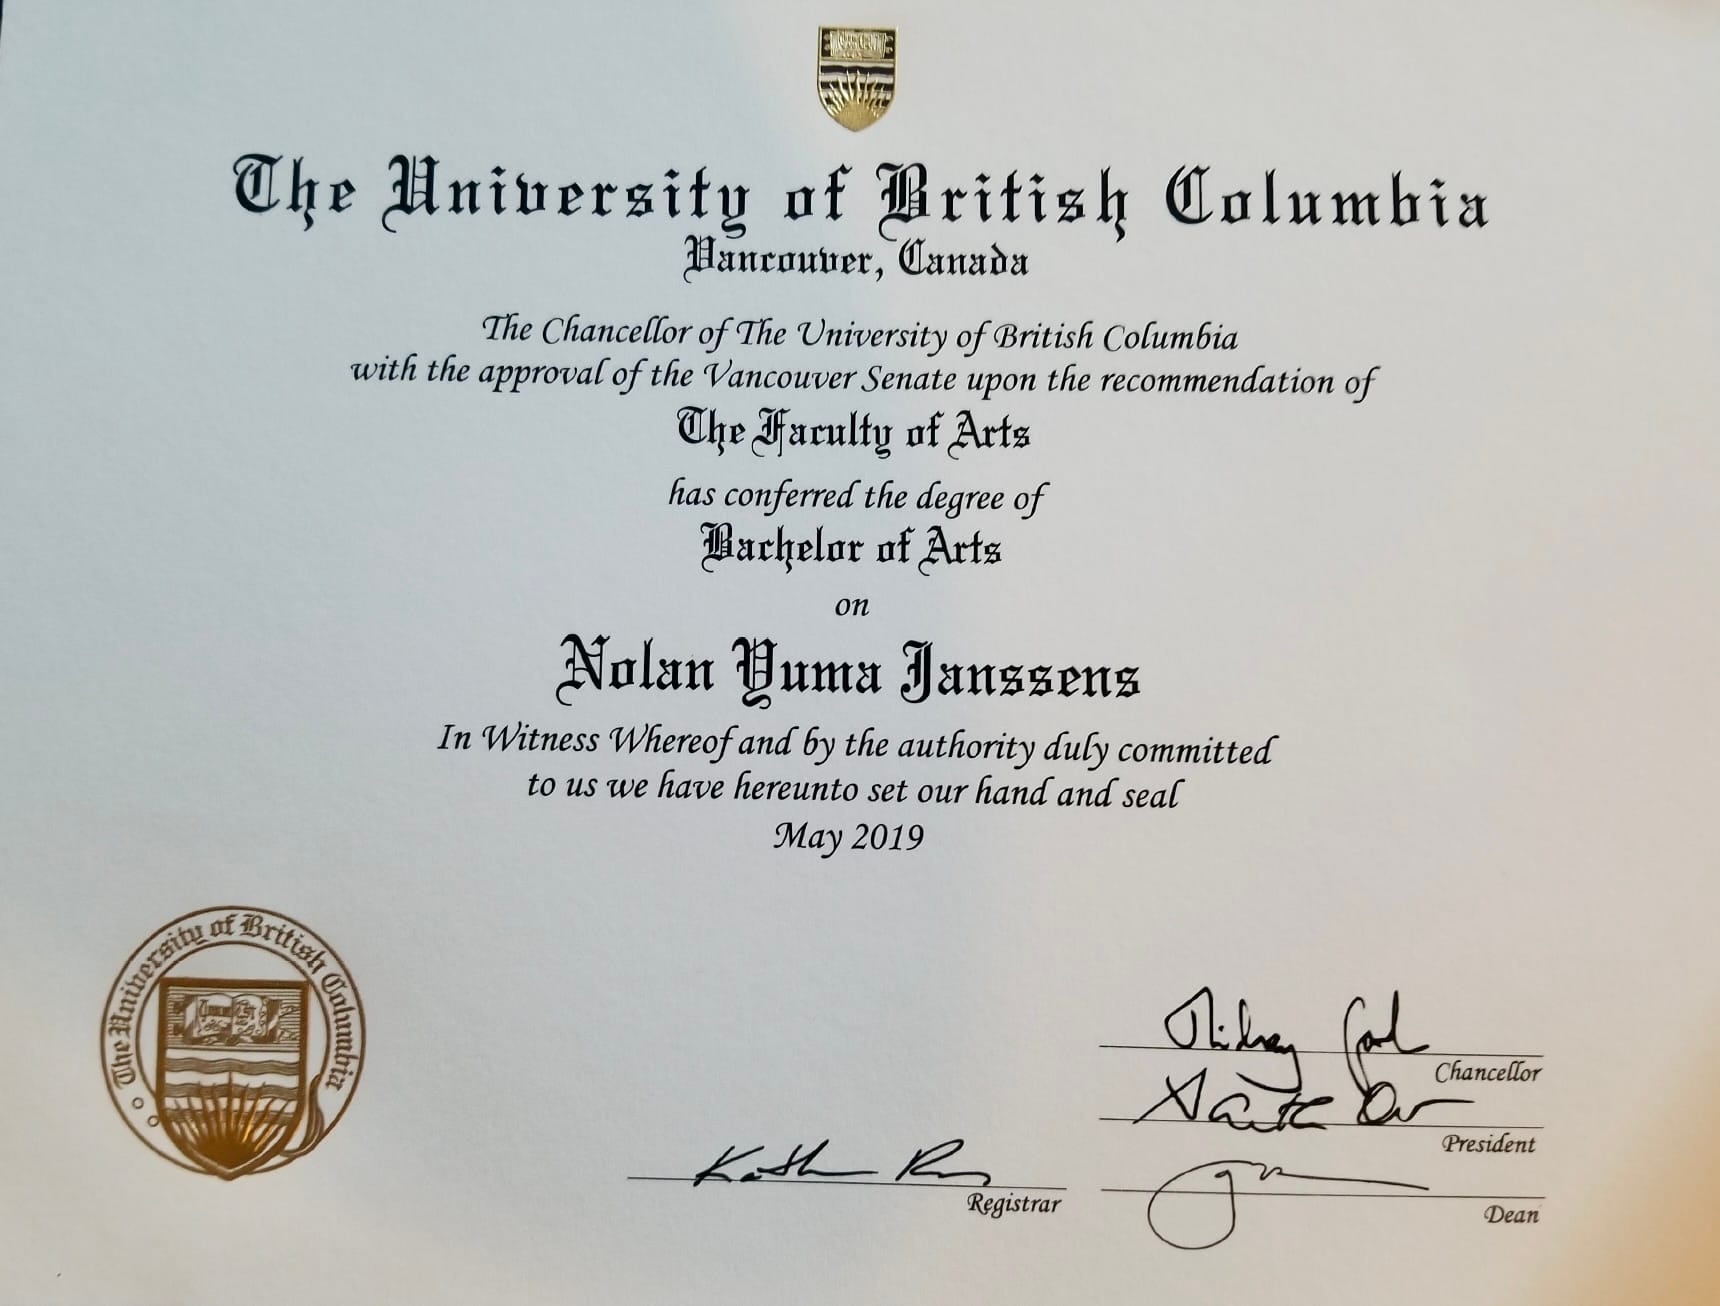 The University of British Columbia
Vancouver, Canada
The Chancellor of The University of British Columbia
with the approval of the Vancouver Senate upon the recommendation of
The Faculty of Arts
has conferred the degree of
Bachelor of Arts
on
Nolan Yuma Janssens
In Witness Whereof and by the authority duly committed
to us we have hereunto set our hand and seal
May 2019
The University of British Columbia
Chancellor
President
Registrar
Dean